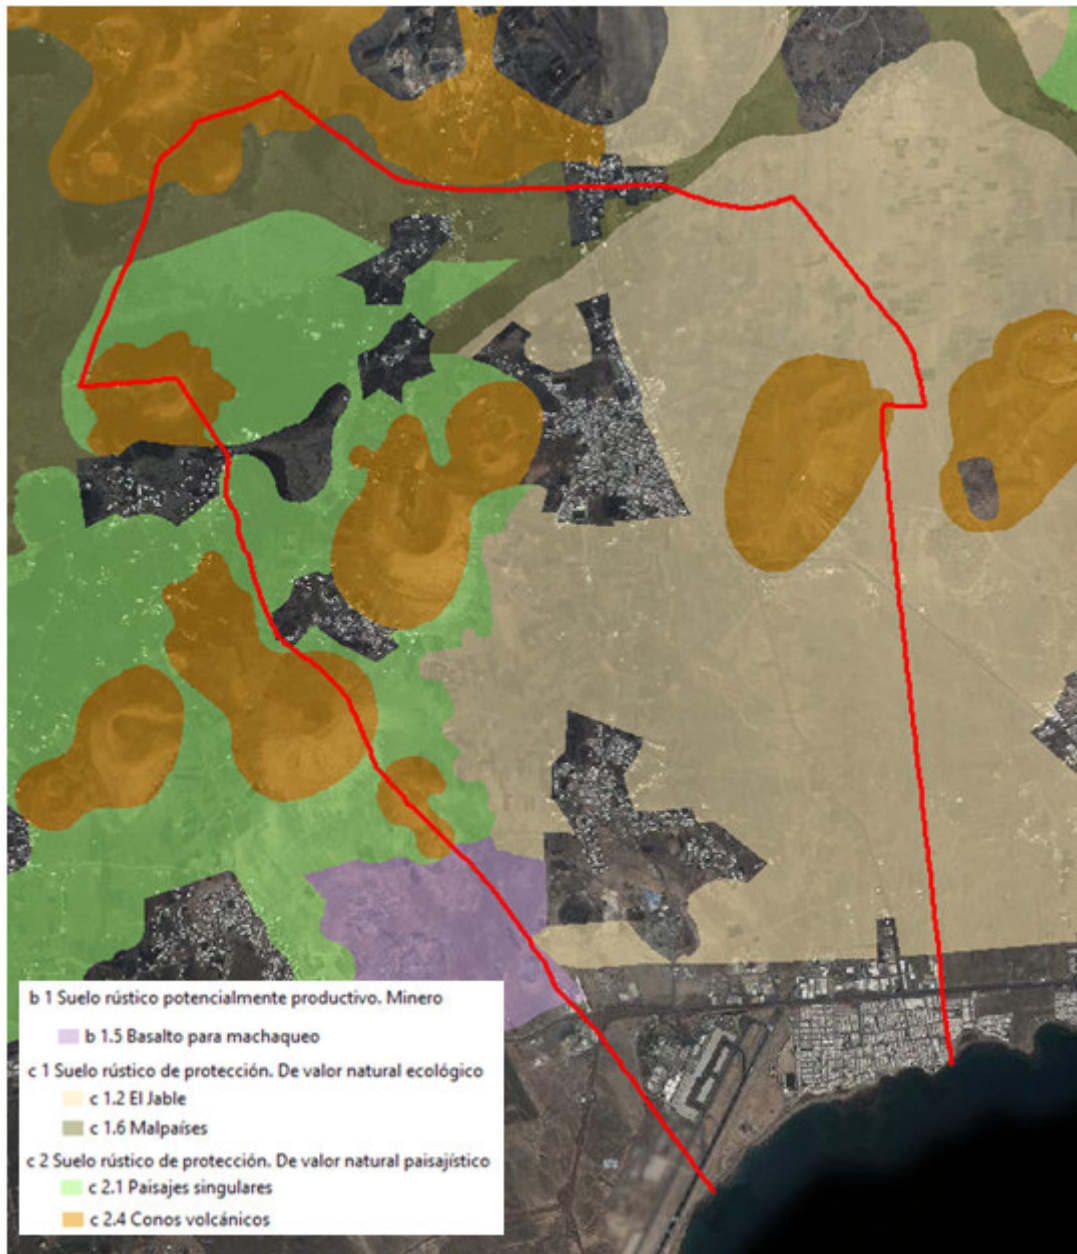 b 1 Suelo rústico potencialmente productivo. Minero
b 1.5 Basalto para machaqueo
c 1 Suelo rústico de protección. De valor natural ecológico
c 1.2 El Jable
c 1.6 Malpaíses
c 2 Suelo rústico de protección. De valor natural paisajístico
c 2.1 Paisajes singulares
c 2.4 Conos volcánicos